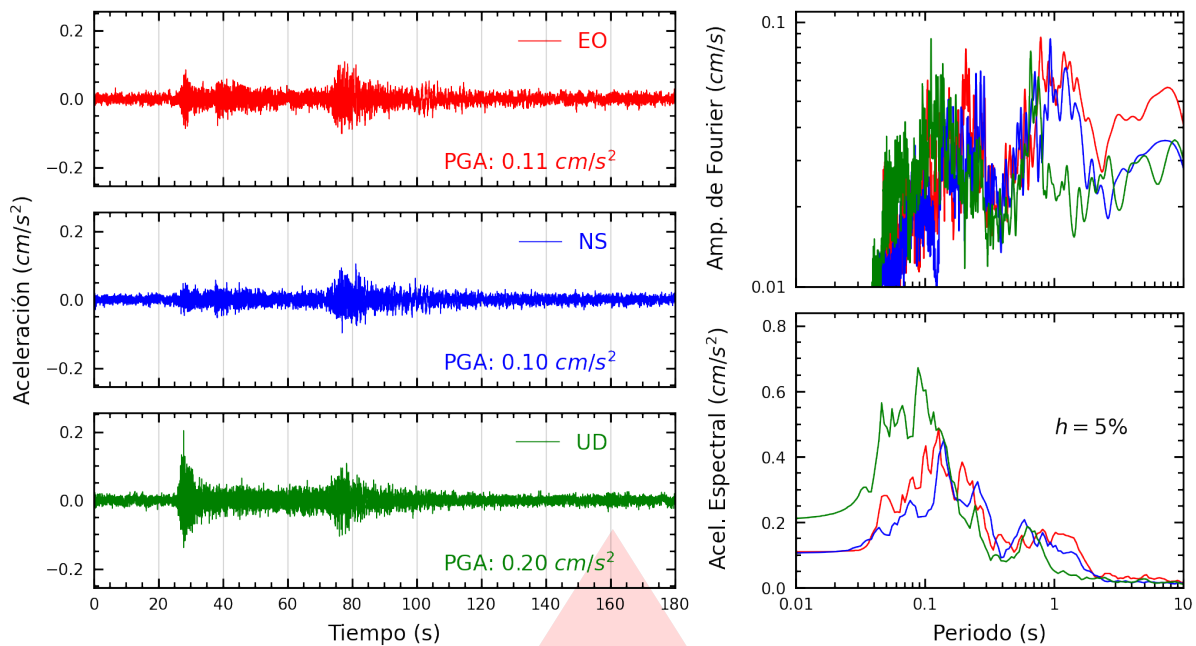 Aceleración (cm/s²)
0.2
0.0
−0.2
EO
PGA: 0.11 cm/s²
0.2
0.0
−0.2
NS
PGA: 0.10 cm/s²
0.2
0.0
−0.2
UD
PGA: 0.20 cm/s²
0 20 40 60 80 100 120 140 160 180
Tiempo (s)
Amp. de Fourier (cm/s)
0.1
0.01
Acel. Espectral (cm/s²)
0.8
0.6
0.4
0.2
0.0
h = 5%
0.01 0.1 1 10
Periodo (s)